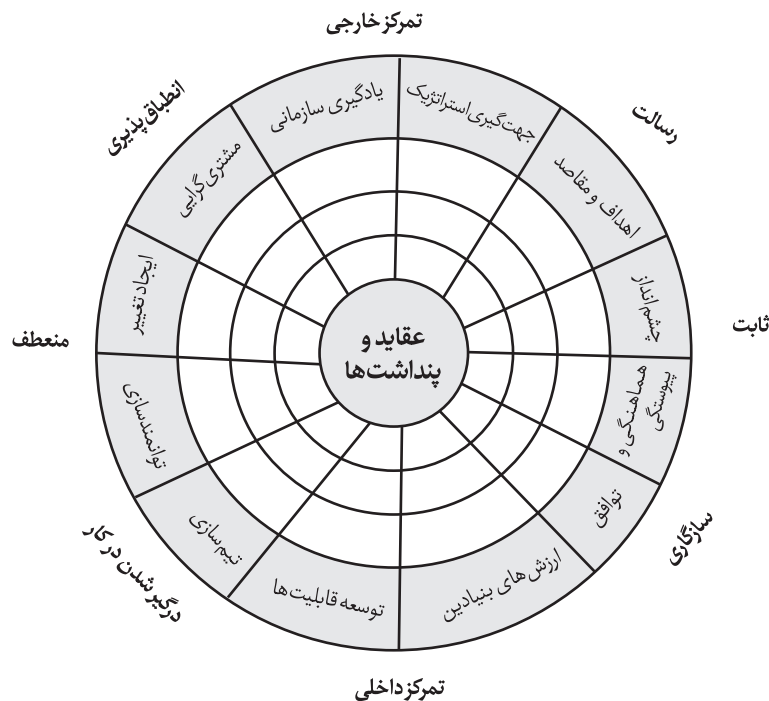 تمرکز خارجی
رسالت
انطباق پذیری
جهت‌گیری استراتژیک
یادگیری سازمانی
اهداف و مقاصد
مشتری گرایی
چشم‌انداز
ایجاد تغییر
ثابت
منعطف
عقاید و
پنداشت‌ها
هماهنگی و
پیوستگی
توانمندسازی
توافق
تیم سازی
ارزش‌های بنیادین
توسعه قابلیت‌ها
سازگاری
درگیر شدن در کار
تمرکز داخلی